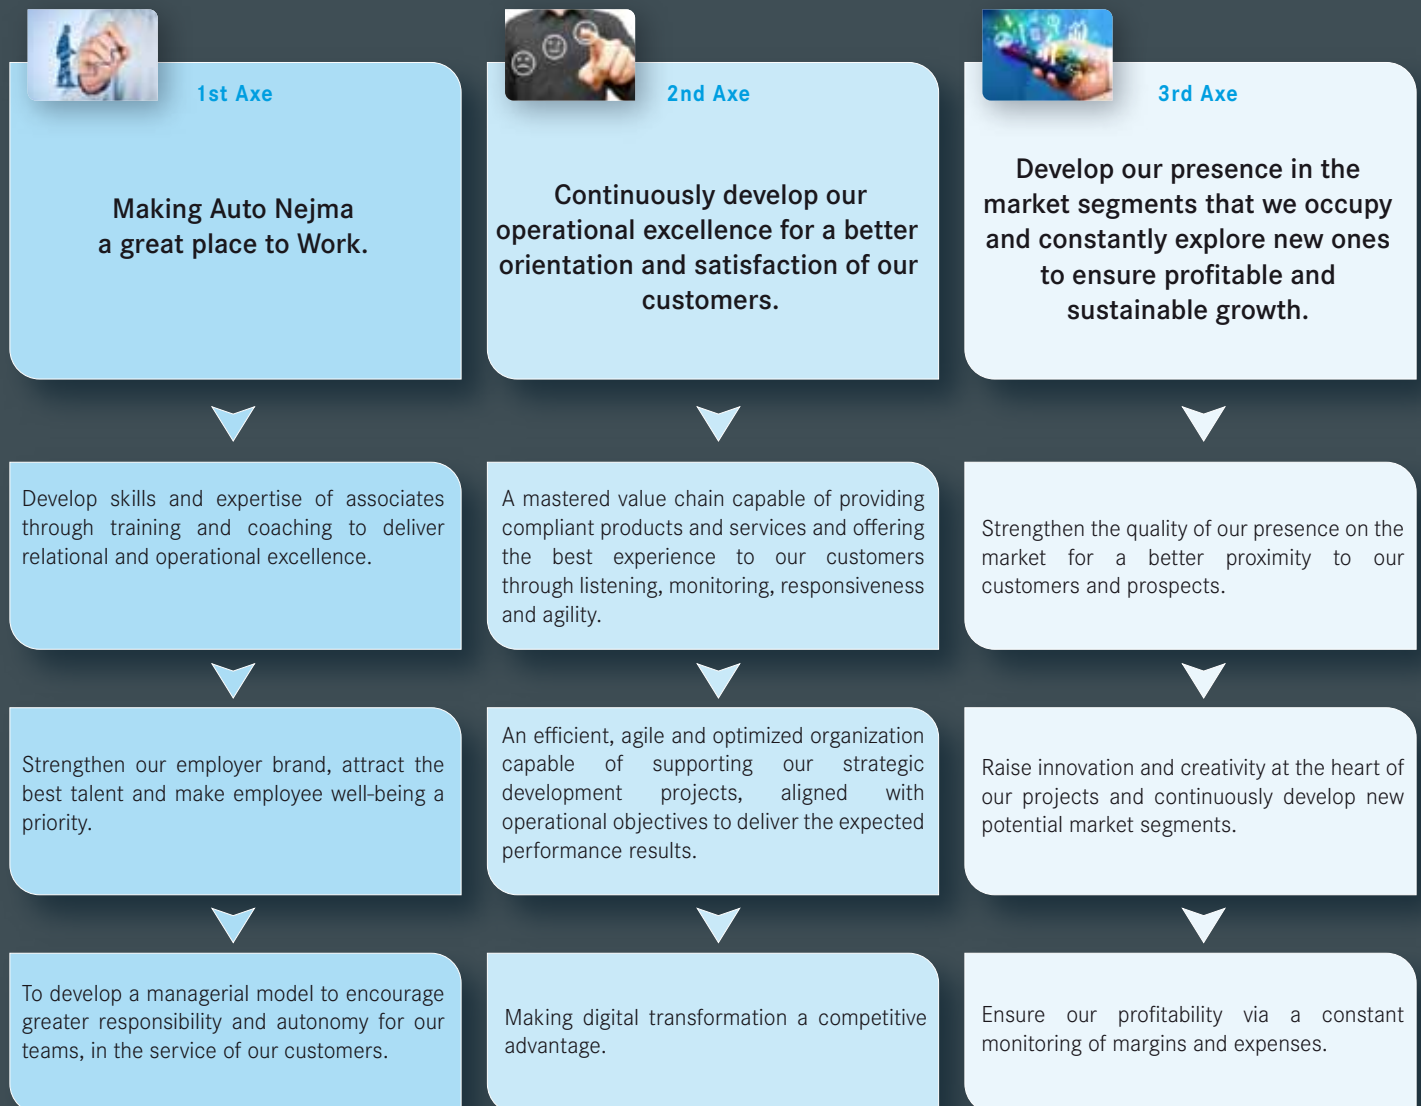 1st Axe
Making Auto Nejma
a great place to Work.
Develop skills and expertise of associates
through training and coaching to deliver
relational and operational excellence.
Strengthen our employer brand, attract the
best talent and make employee well-being a
priority.
To develop a managerial model to encourage
greater responsibility and autonomy for our
teams, in the service of our customers.
2nd Axe
Continuously develop our
operational excellence for a better
orientation and satisfaction of our
customers.
A mastered value chain capable of providing
compliant products and services and offering
the best experience to our customers
through listening, monitoring, responsiveness
and agility.
An efficient, agile and optimized organization
capable of supporting our strategic
development projects, aligned with
operational objectives to deliver the expected
performance results.
Making digital transformation a competitive
advantage.
3rd Axe
Develop our presence in the
market segments that we occupy
and constantly explore new ones
to ensure profitable and
sustainable growth.
Strengthen the quality of our presence on the
market for a better proximity to our
customers and prospects.
Raise innovation and creativity at the heart of
our projects and continuously develop new
potential market segments.
Ensure our profitability via a constant
monitoring of margins and expenses.